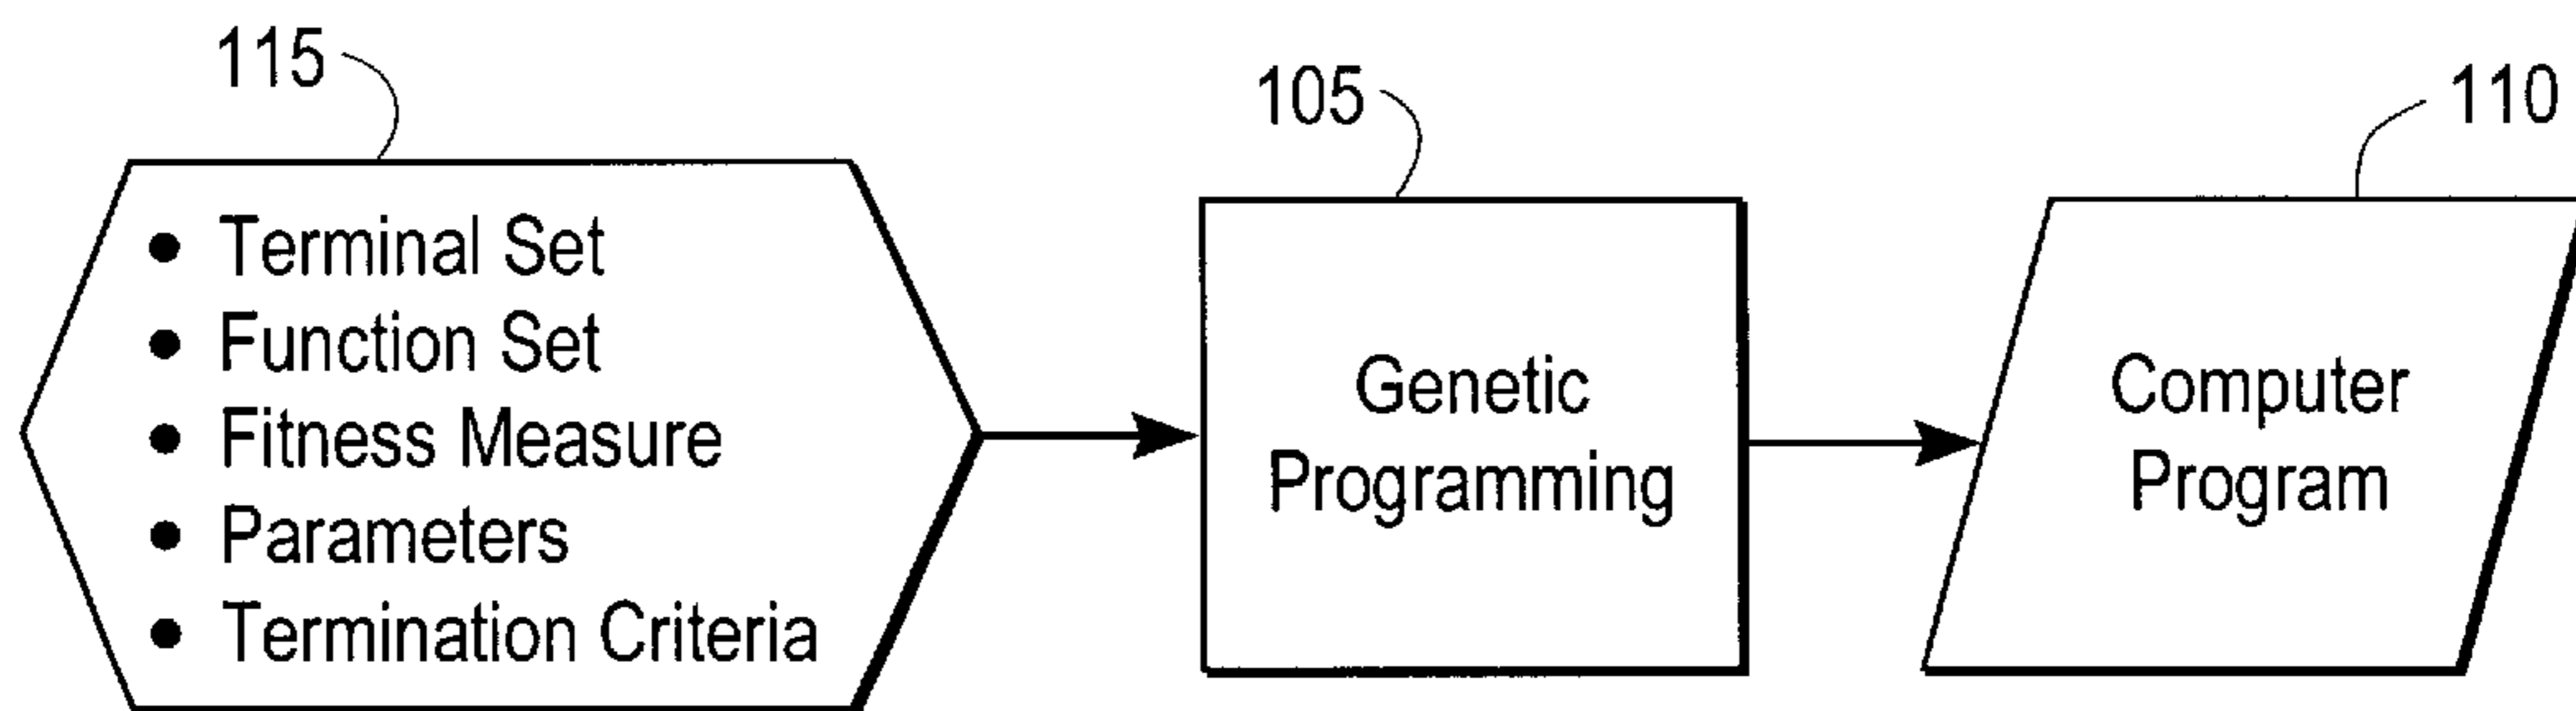 115
105
110
• Terminal Set
• Function Set
• Fitness Measure
• Parameters
• Termination Criteria
Genetic
Programming
Computer
Program